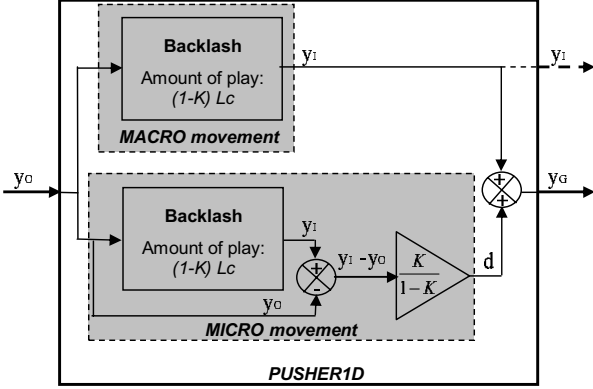 Backlash
Amount of play:
(1-K) Lc
MACRO movement
yI
yI
yO
Backlash
Amount of play:
(1-K) Lc
yI
+
-
yO
yI -yO
K
1-K
d
+
+
yG
MICRO movement
PUSHER1D